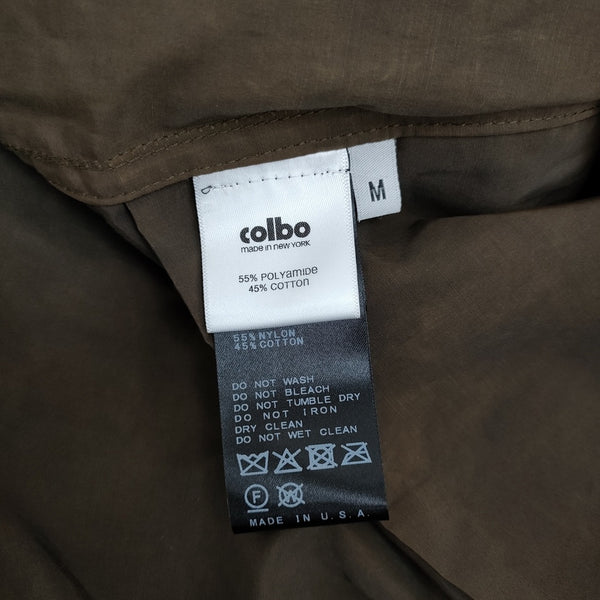 colbo
made in new YORK
55% POLYAMIDE
45% COTTON
M
55% NYLON
45% COTTON
DO NOT WASH
DO NOT BLEACH
DO NOT TUMBLE DRY
DO NOT IRON
DRY CLEAN
DO NOT WET CLEAN
F
W
MADE IN U.S.A.